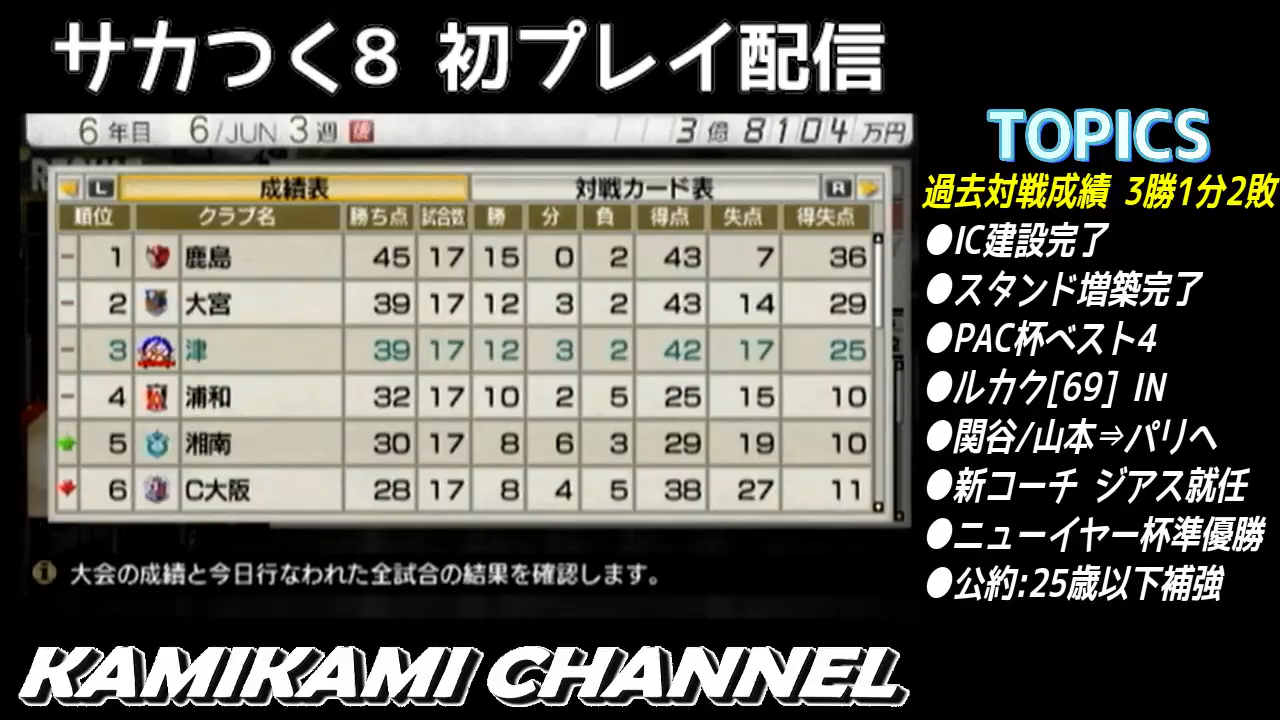 サカつく8 初プレイ配信
6年目 6/JUN 3週 3億8104万円
L 成績表 対戦カード表 R
順位 クラブ名 勝ち点 試合数 勝 分 負 得点 失点 得失点
1 鹿島 45 17 15 0 2 43 7 36
2 大宮 39 17 12 3 2 43 14 29
3 津 39 17 12 3 2 42 17 25
4 浦和 32 17 10 2 5 25 15 10
5 湘南 30 17 8 6 3 29 19 10
6 C大阪 28 17 8 4 5 38 27 11
大会の成績と今日行なわれた全試合の結果を確認します。
TOPICS
過去対戦成績 3勝1分2敗
●IC建設完了
●スタンド増築完了
●PAC杯ベスト4
●ルカク[69] IN
●関谷/山本⇒パリへ
●新コーチ ジアス就任
●ニューイヤー杯準優勝
●公約:25歳以下補強
KAMIKAMI CHANNEL